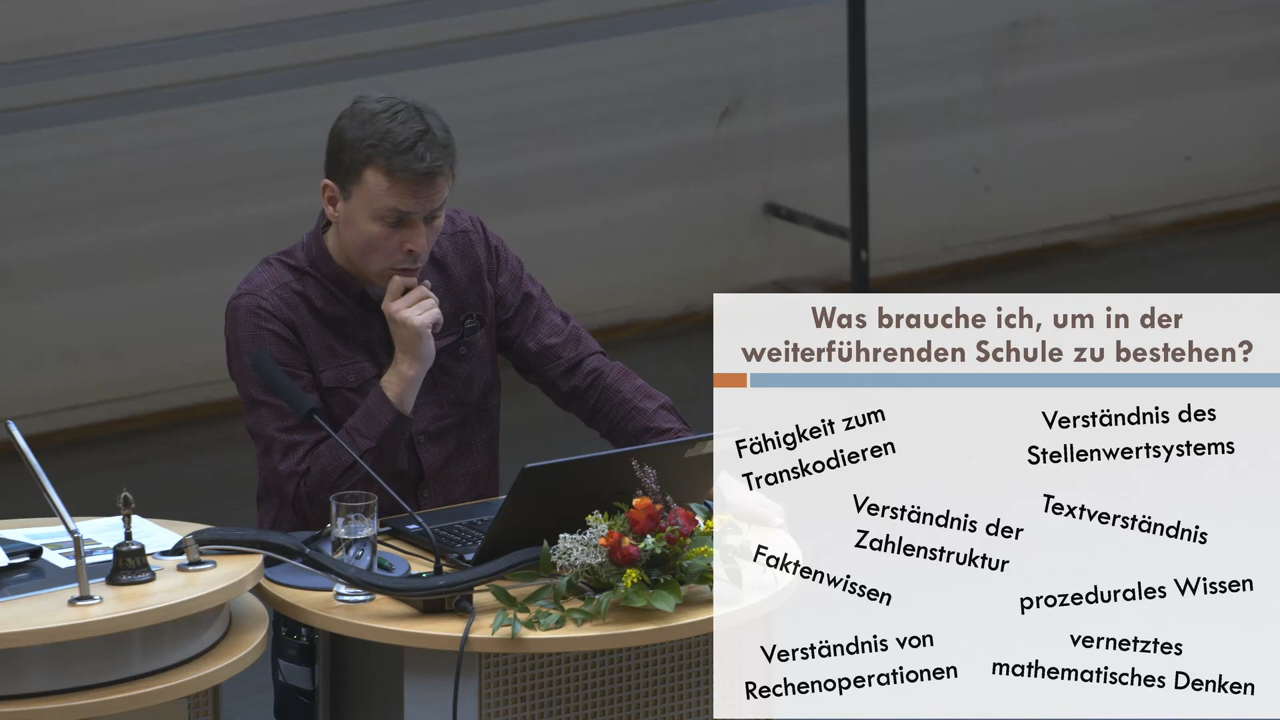 Was brauche ich, um in der
weiterführenden Schule zu bestehen?
Fähigkeit zum
Transkodieren
Verständnis des
Stellenwertsystems
Verständnis der
Zahlenstruktur
Textverständnis
Faktenwissen
prozedurales Wissen
Verständnis von
Rechenoperationen
vernetztes
mathematisches Denken